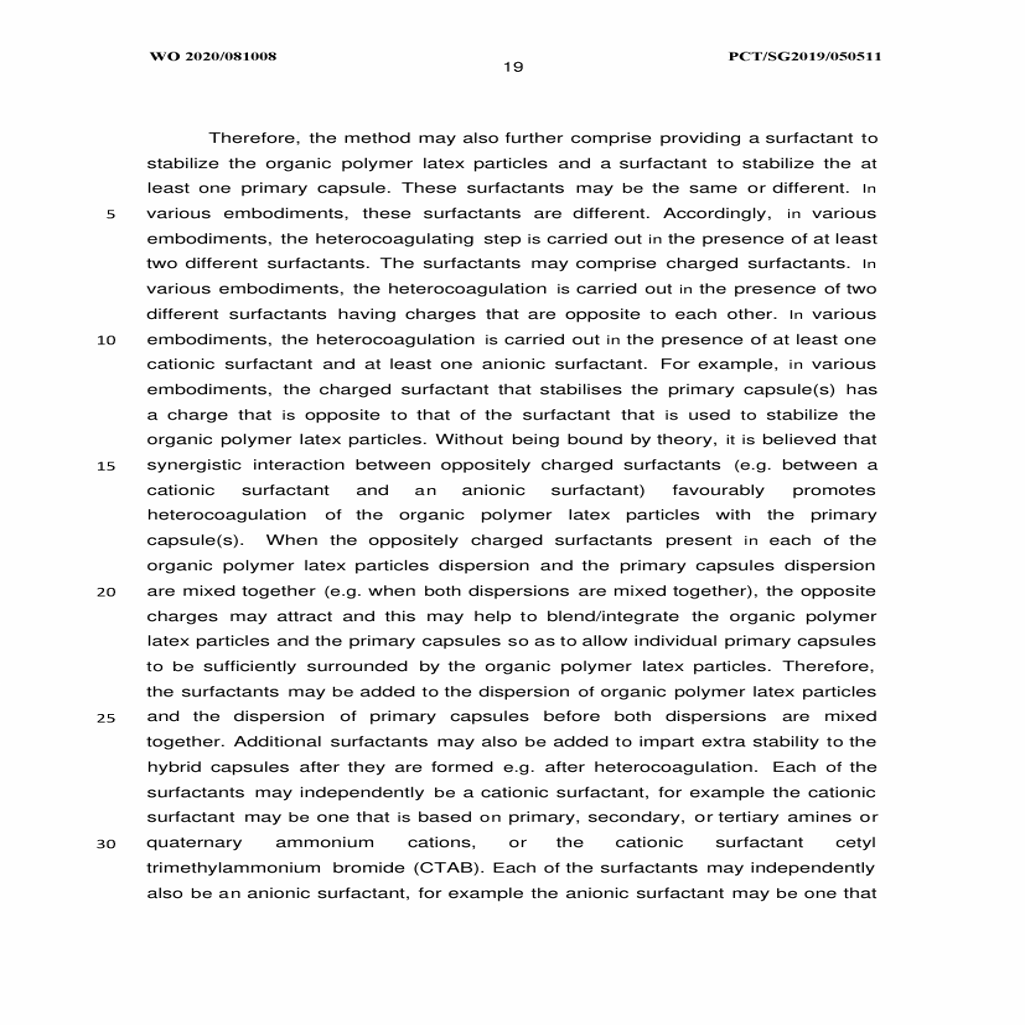 WO 2020/081008
PCT/SG2019/050511
19
Therefore, the method may also further comprise providing a surfactant to
stabilize the organic polymer latex particles and a surfactant to stabilize the at
least one primary capsule. These surfactants may be the same or different. In
5 various embodiments, these surfactants are different. Accordingly, in various
embodiments, the heterocoagulating step is carried out in the presence of at least
two different surfactants. The surfactants may comprise charged surfactants. In
various embodiments, the heterocoagulation is carried out in the presence of two
different surfactants having charges that are opposite to each other. In various
10 embodiments, the heterocoagulation is carried out in the presence of at least one
cationic surfactant and at least one anionic surfactant. For example, in various
embodiments, the charged surfactant that stabilises the primary capsule(s) has
a charge that is opposite to that of the surfactant that is used to stabilize the
organic polymer latex particles. Without being bound by theory, it is believed that
15 synergistic interaction between oppositely charged surfactants (e.g. between a
cationic surfactant and an anionic surfactant) favourably promotes
heterocoagulation of the organic polymer latex particles with the primary
capsule(s). When the oppositely charged surfactants present in each of the
organic polymer latex particles dispersion and the primary capsules dispersion
20 are mixed together (e.g. when both dispersions are mixed together), the opposite
charges may attract and this may help to blend/integrate the organic polymer
latex particles and the primary capsules so as to allow individual primary capsules
to be sufficiently surrounded by the organic polymer latex particles. Therefore,
the surfactants may be added to the dispersion of organic polymer latex particles
25 and the dispersion of primary capsules before both dispersions are mixed
together. Additional surfactants may also be added to impart extra stability to the
hybrid capsules after they are formed e.g. after heterocoagulation. Each of the
surfactants may independently be a cationic surfactant, for example the cationic
surfactant may be one that is based on primary, secondary, or tertiary amines or
30 quaternary ammonium cations, or the cationic surfactant cetyl
trimethylammonium bromide (CTAB). Each of the surfactants may independently
also be an anionic surfactant, for example the anionic surfactant may be one that